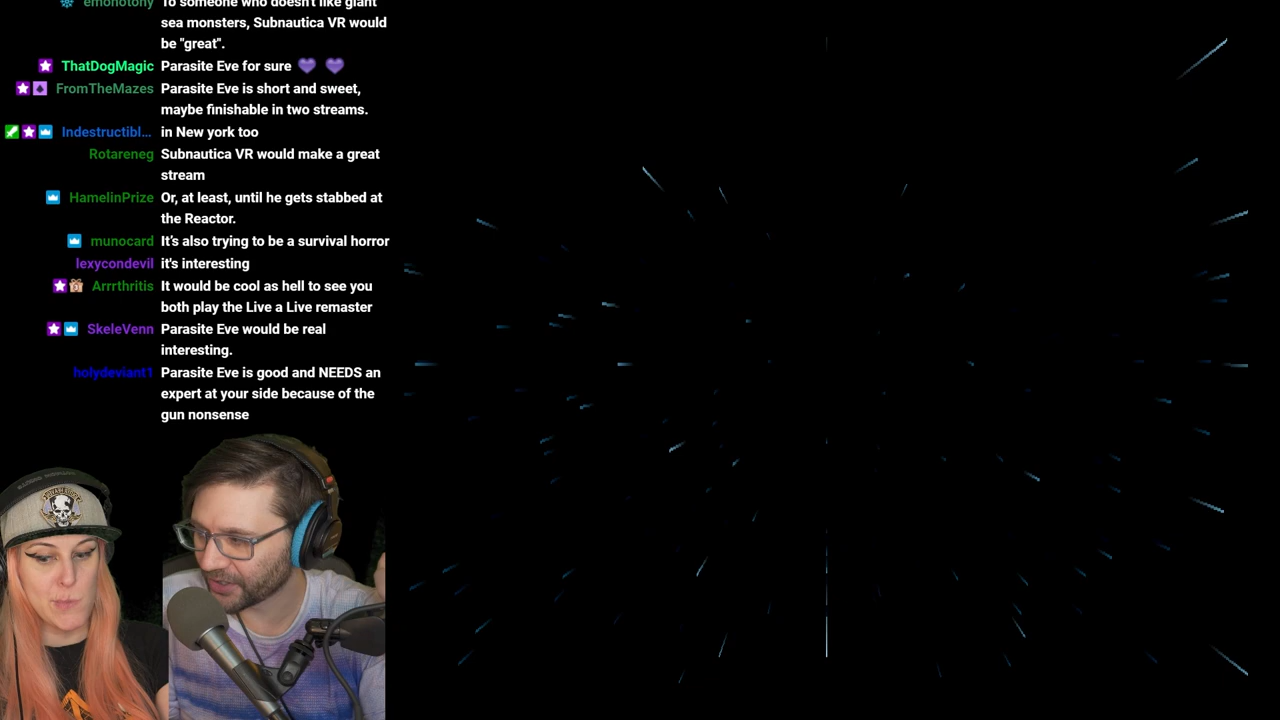 emonotony To someone who doesn't like giant
sea monsters, Subnautica VR would
be "great".
ThatDogMagic Parasite Eve for sure
FromTheMazes Parasite Eve is short and sweet,
maybe finishable in two streams.
Indestructibl... in New york too
Rotareneg Subnautica VR would make a great
stream
HamelinPrize Or, at least, until he gets stabbed at
the Reactor.
munocard It's also trying to be a survival horror
lexycondevil it's interesting
Arrrthritis It would be cool as hell to see you
both play the Live a Live remaster
SkeleVenn Parasite Eve would be real
interesting.
holydeviant1 Parasite Eve is good and NEEDS an
expert at your side because of the
gun nonsense